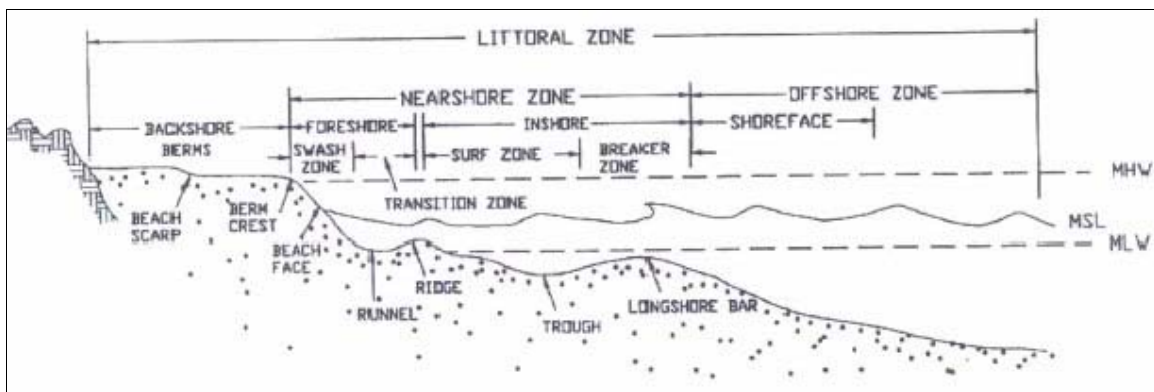 LITTORAL ZONE
NEARSHORE ZONE
OFFSHORE ZONE
BACKSHORE
FORESHORE
INSHORE
SHOREFACE
BERMS
SWASH
ZONE
SURF ZONE
BREAKER
ZONE
MHW
TRANSITION ZONE
BEACH
SCARP
BERM
CREST
BEACH
FACE
MSL
MLW
RUNNEL
RIDGE
TROUGH
LONGSHORE BAR